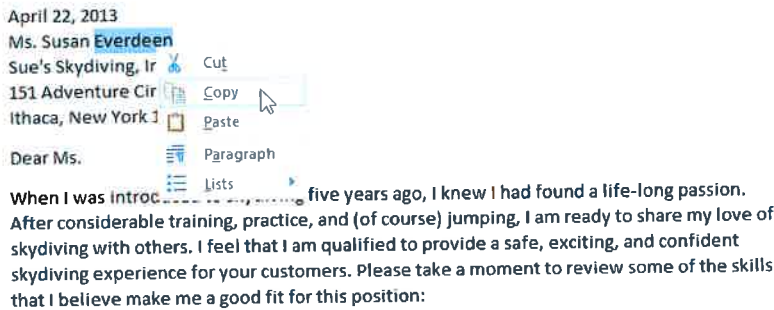 April 22, 2013
Ms. Susan Everdeen
Sue's Skydiving, Ir
151 Adventure Cir
Ithaca, New York 1
Cut
Copy
Paste
Paragraph
Lists
Dear Ms.
When I was introd five years ago, I knew I had found a life-long passion.
After considerable training, practice, and (of course) jumping, I am ready to share my love of
skydiving with others. I feel that I am qualified to provide a safe, exciting, and confident
skydiving experience for your customers. Please take a moment to review some of the skills
that I believe make me a good fit for this position: